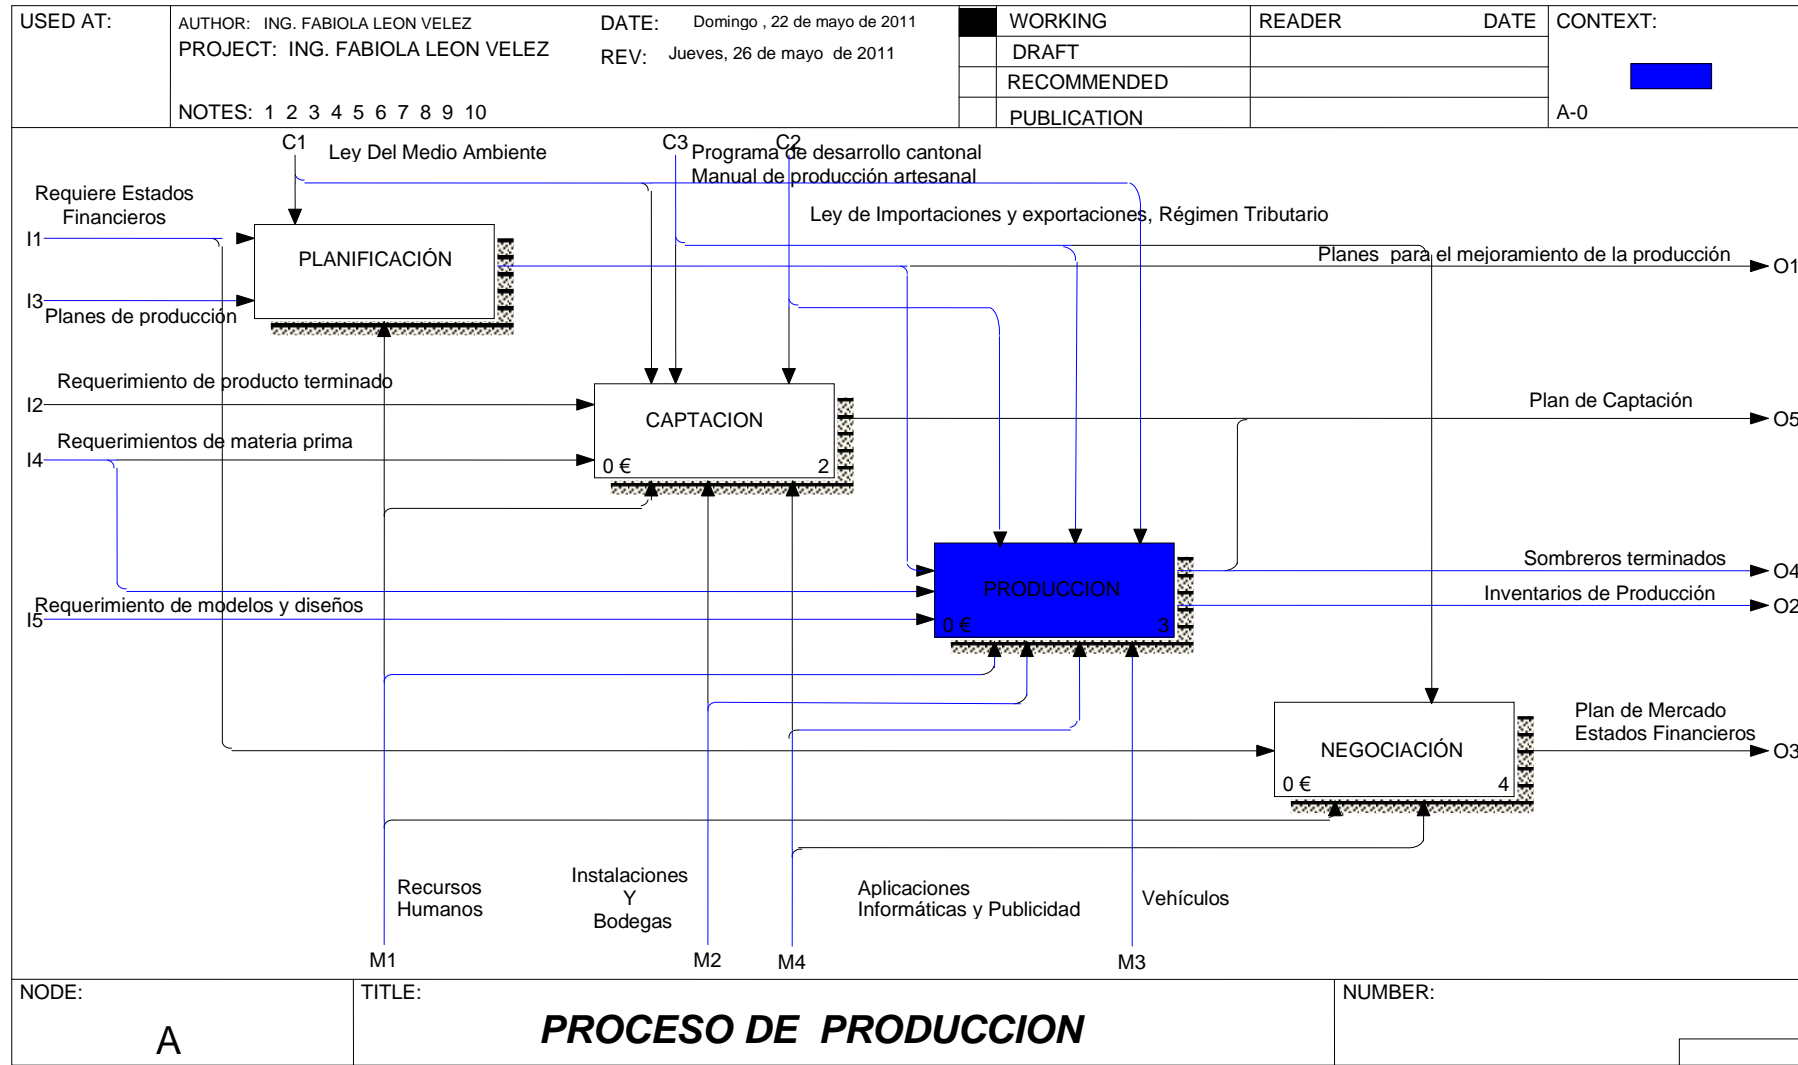 USED AT:
AUTHOR: ING. FABIOLA LEON VELEZ
DATE: Domingo , 22 de mayo de 2011
WORKING
READER DATE
CONTEXT:
PROJECT: ING. FABIOLA LEON VELEZ
REV: Jueves, 26 de mayo de 2011
DRAFT
RECOMMENDED
NOTES: 1 2 3 4 5 6 7 8 9 10
PUBLICATION
A-0
C1
Ley Del Medio Ambiente
C3
C2
Programa de desarrollo cantonal
Manual de producción artesanal
Requiere Estados
Financieros
I1
Ley de Importaciones y exportaciones, Régimen Tributario
PLANIFICACIÓN
Planes para el mejoramiento de la producción
O1
I3
Planes de producción
Requerimiento de producto terminado
I2
CAPTACION
0 €
2
Plan de Captación
O5
Requerimientos de materia prima
I4
Sombreros terminados
O4
PRODUCCION
0 €
3
Inventarios de Producción
O2
Requerimiento de modelos y diseños
I5
Plan de Mercado
Estados Financieros
O3
NEGOCIACIÓN
0 €
4
Recursos
Humanos
Instalaciones
Y
Bodegas
Aplicaciones
Informáticas y Publicidad
Vehículos
M1
M2
M4
M3
NODE:
A
TITLE:
PROCESO DE PRODUCCION
NUMBER: